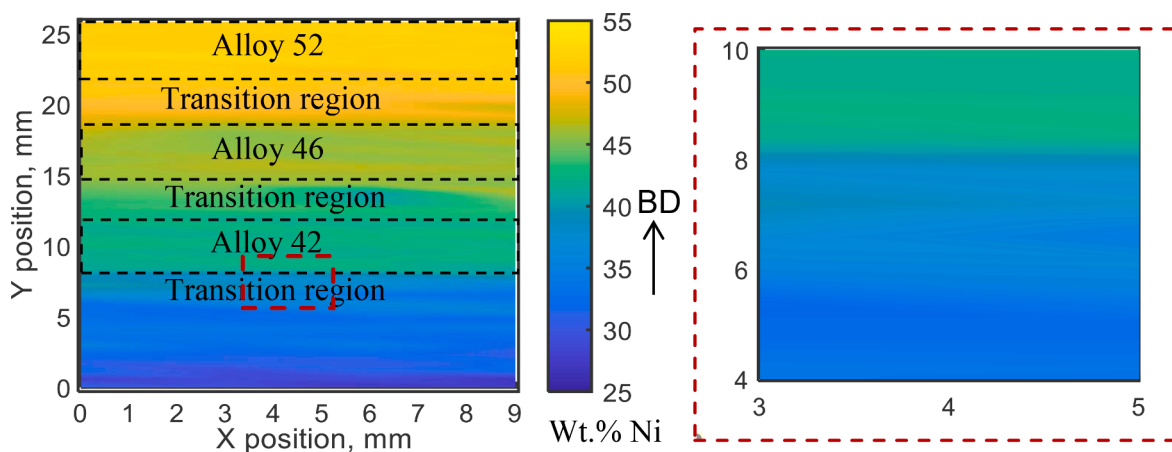 25
20
15
10
5
0
Y position, mm
Alloy 52
Transition region
Alloy 46
Transition region
Alloy 42
Transition region
0 1 2 3 4 5 6 7 8 9
X position, mm
55
50
45
40
35
30
25
Wt.% Ni
BD
10
8
6
4
3 4 5